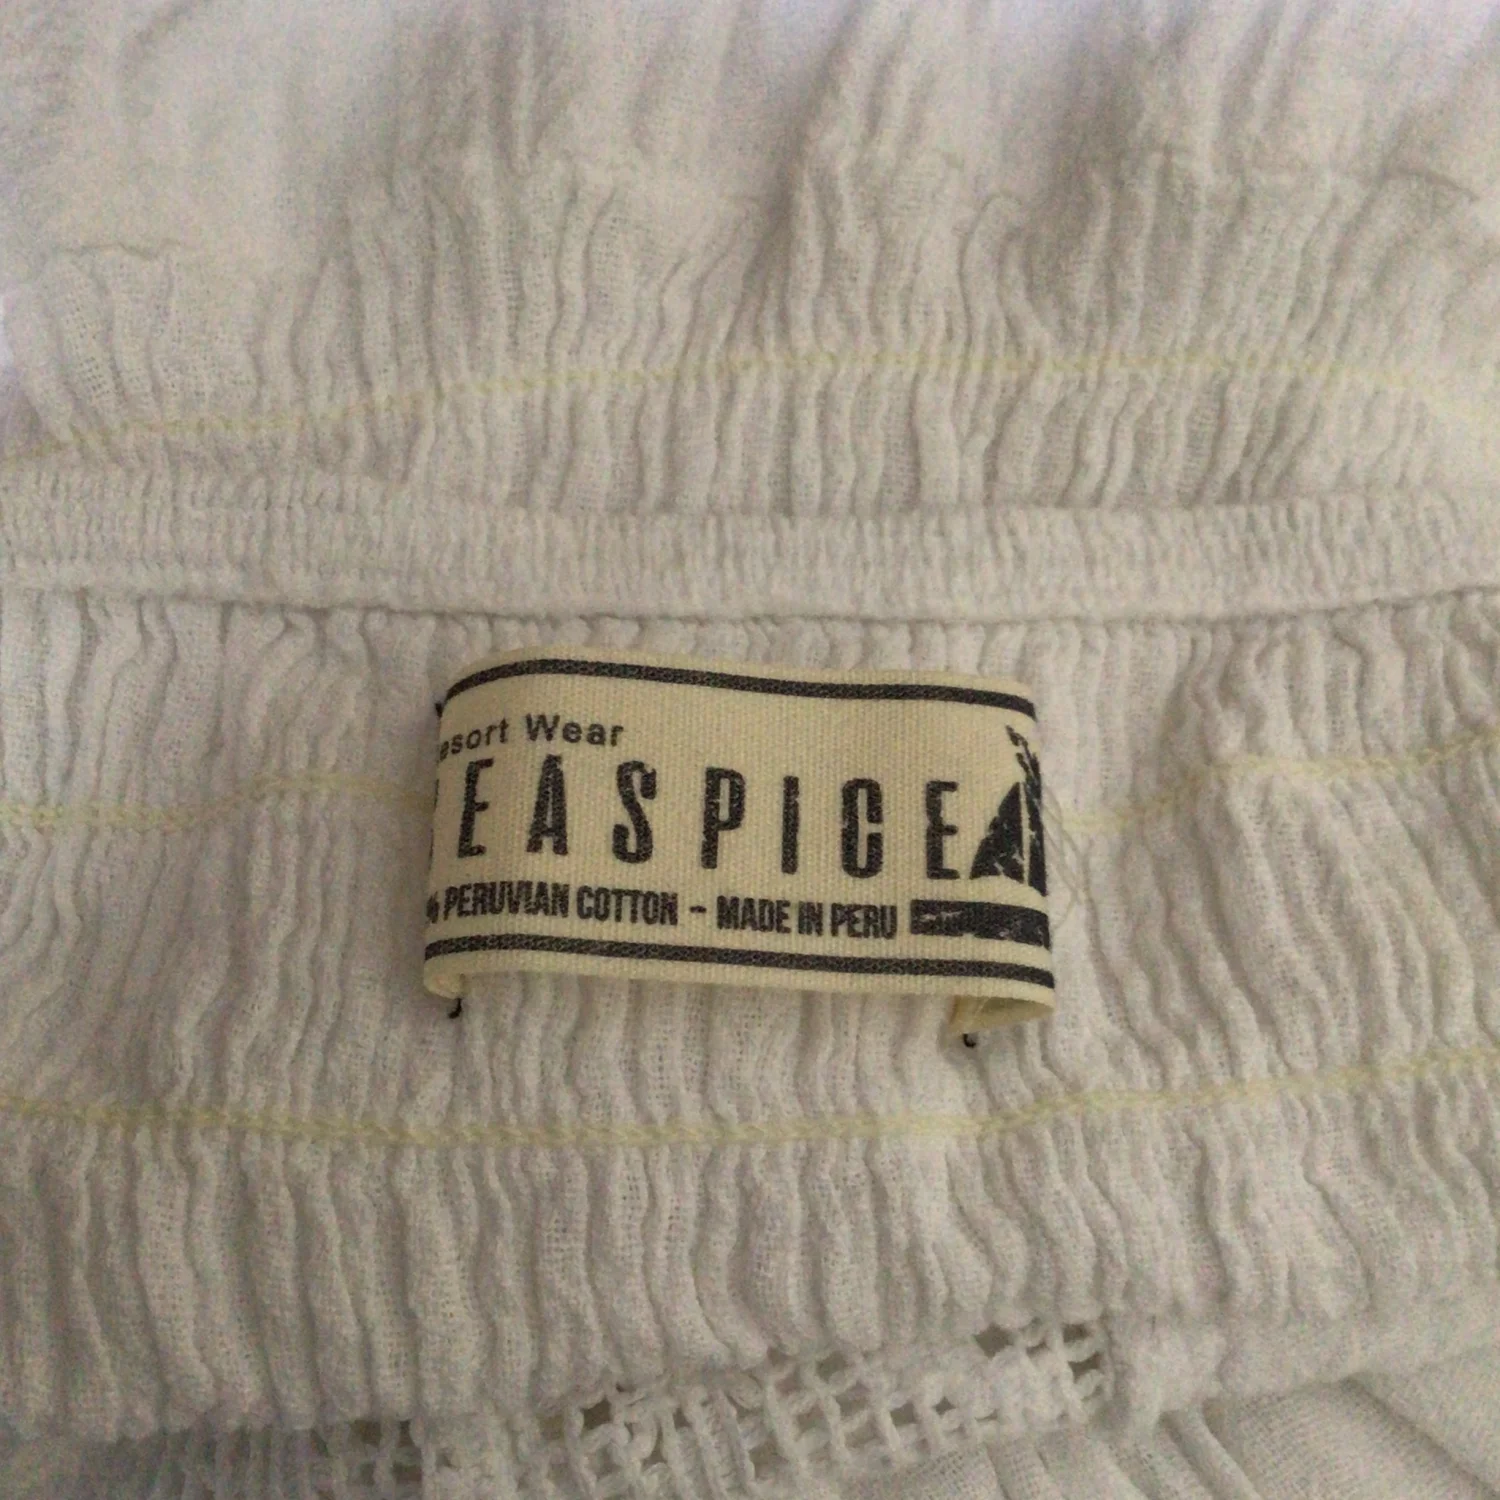 esort Wear
EASPICE
% PERUVIAN COTTON - MADE IN PERU